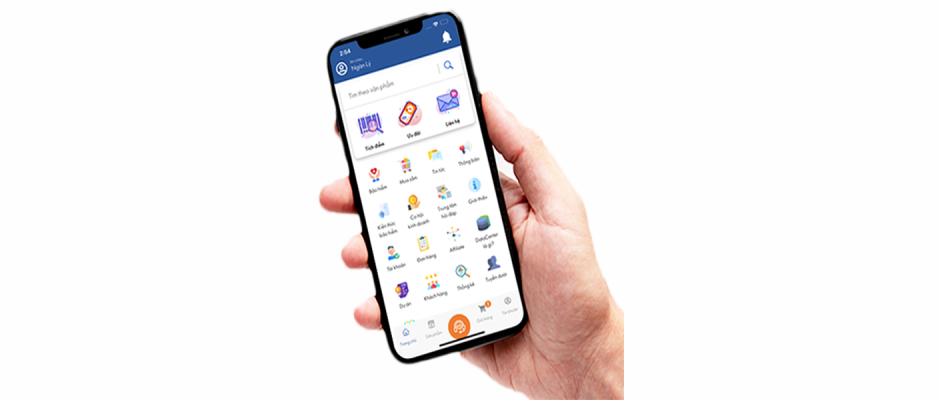 2:54
Xin chào,
Ngân Lý
Tìm theo sản phẩm
Tích điểm
Ưu đãi
Liên hệ
Bảo hiểm
Mua sắm
Tin tức
Thông báo
Kiến thức
bảo hiểm
Cơ hội
kinh doanh
Trung tâm
hỏi đáp
Giới thiệu
Tài khoản
Đơn hàng
Affiliate
DataCenter
là gì?
Dự án
Khách hàng
Thống kê
Tuyển dụng
Trang chủ
Sản phẩm
Giỏ hàng
Tài khoản